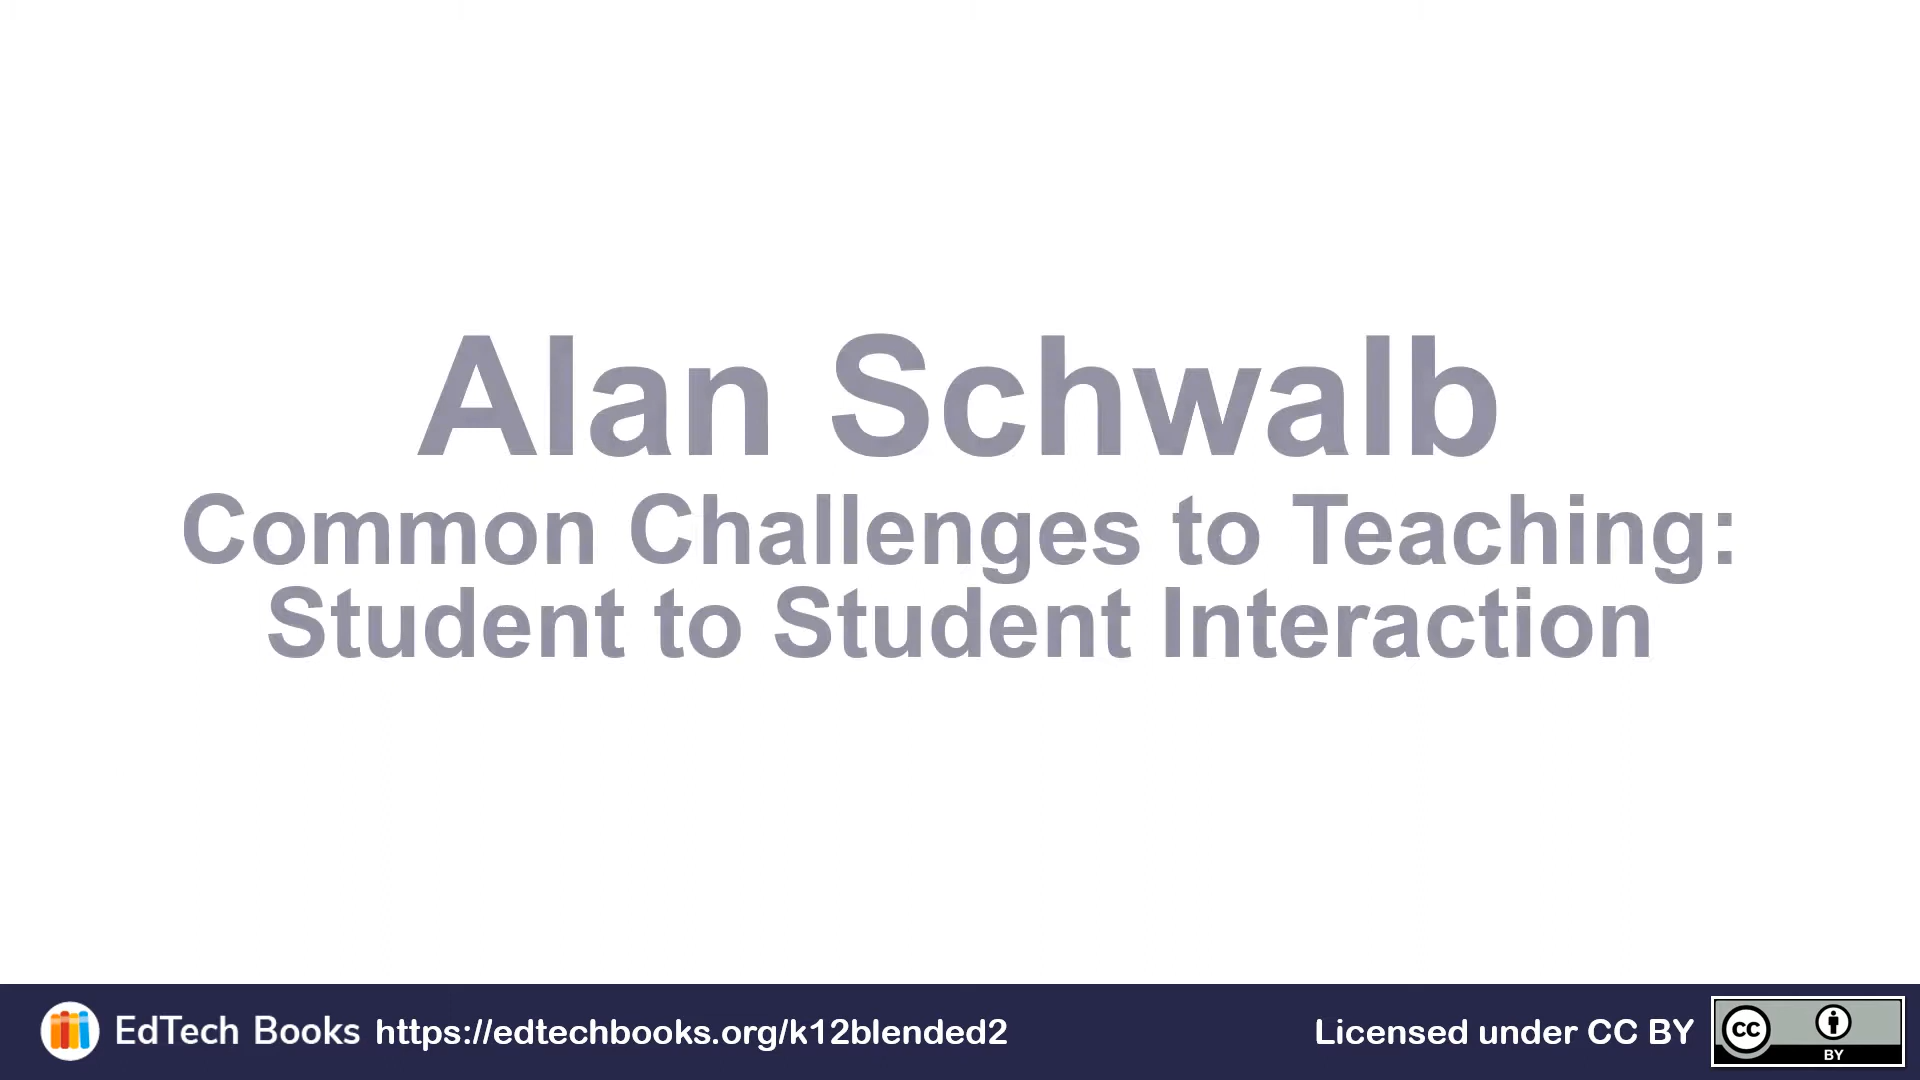 Alan Schwalb
Common Challenges to Teaching:
Student to Student Interaction
EdTech Books https://edtechbooks.org/k12blended2 Licensed under CC BY
cc
BY